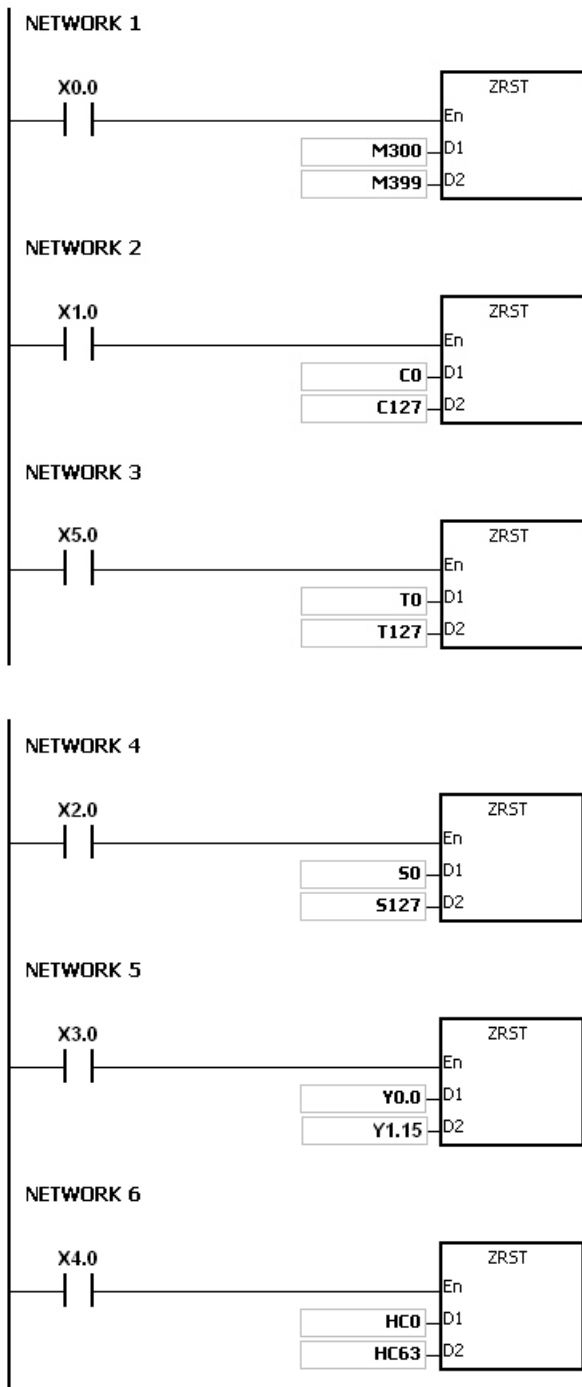 NETWORK 1
X0.0
ZRST
En
M300 D1
M399 D2
NETWORK 2
X1.0
ZRST
En
C0 D1
C127 D2
NETWORK 3
X5.0
ZRST
En
T0 D1
T127 D2
NETWORK 4
X2.0
ZRST
En
S0 D1
S127 D2
NETWORK 5
X3.0
ZRST
En
Y0.0 D1
Y1.15 D2
NETWORK 6
X4.0
ZRST
En
HC0 D1
HC63 D2